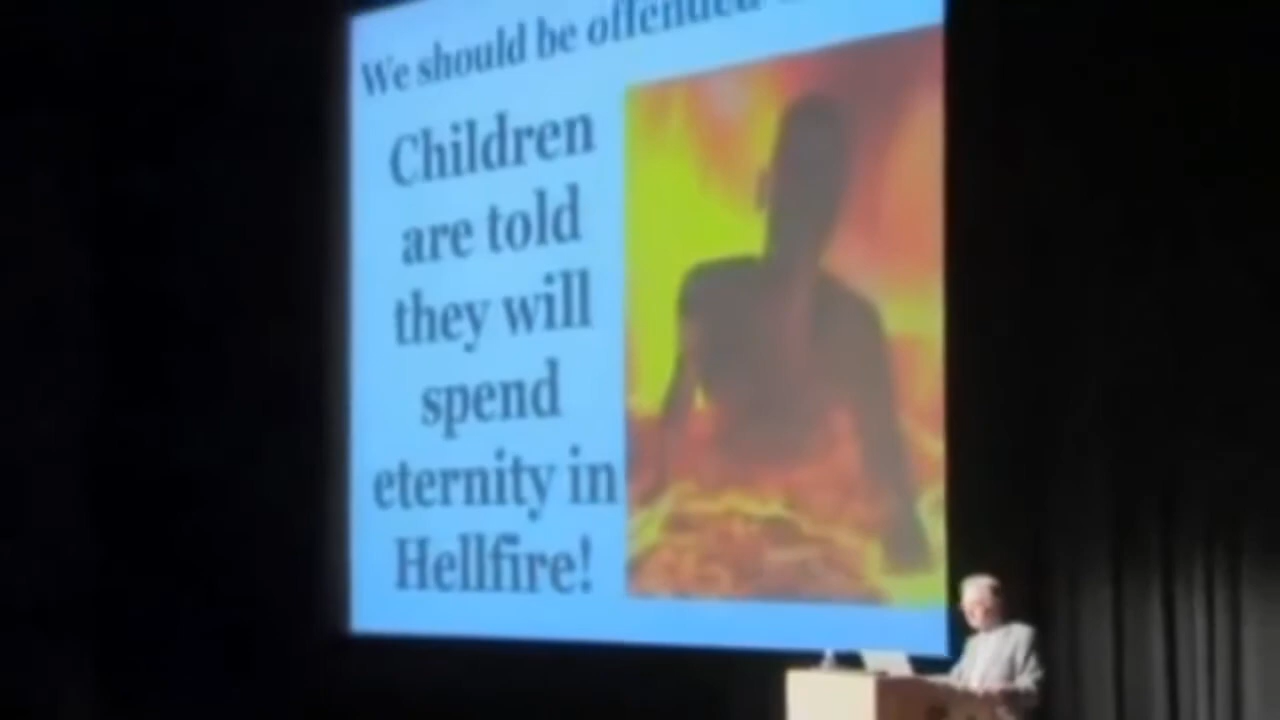 We should be offended
Children
are told
they will
spend
eternity in
Hellfire!